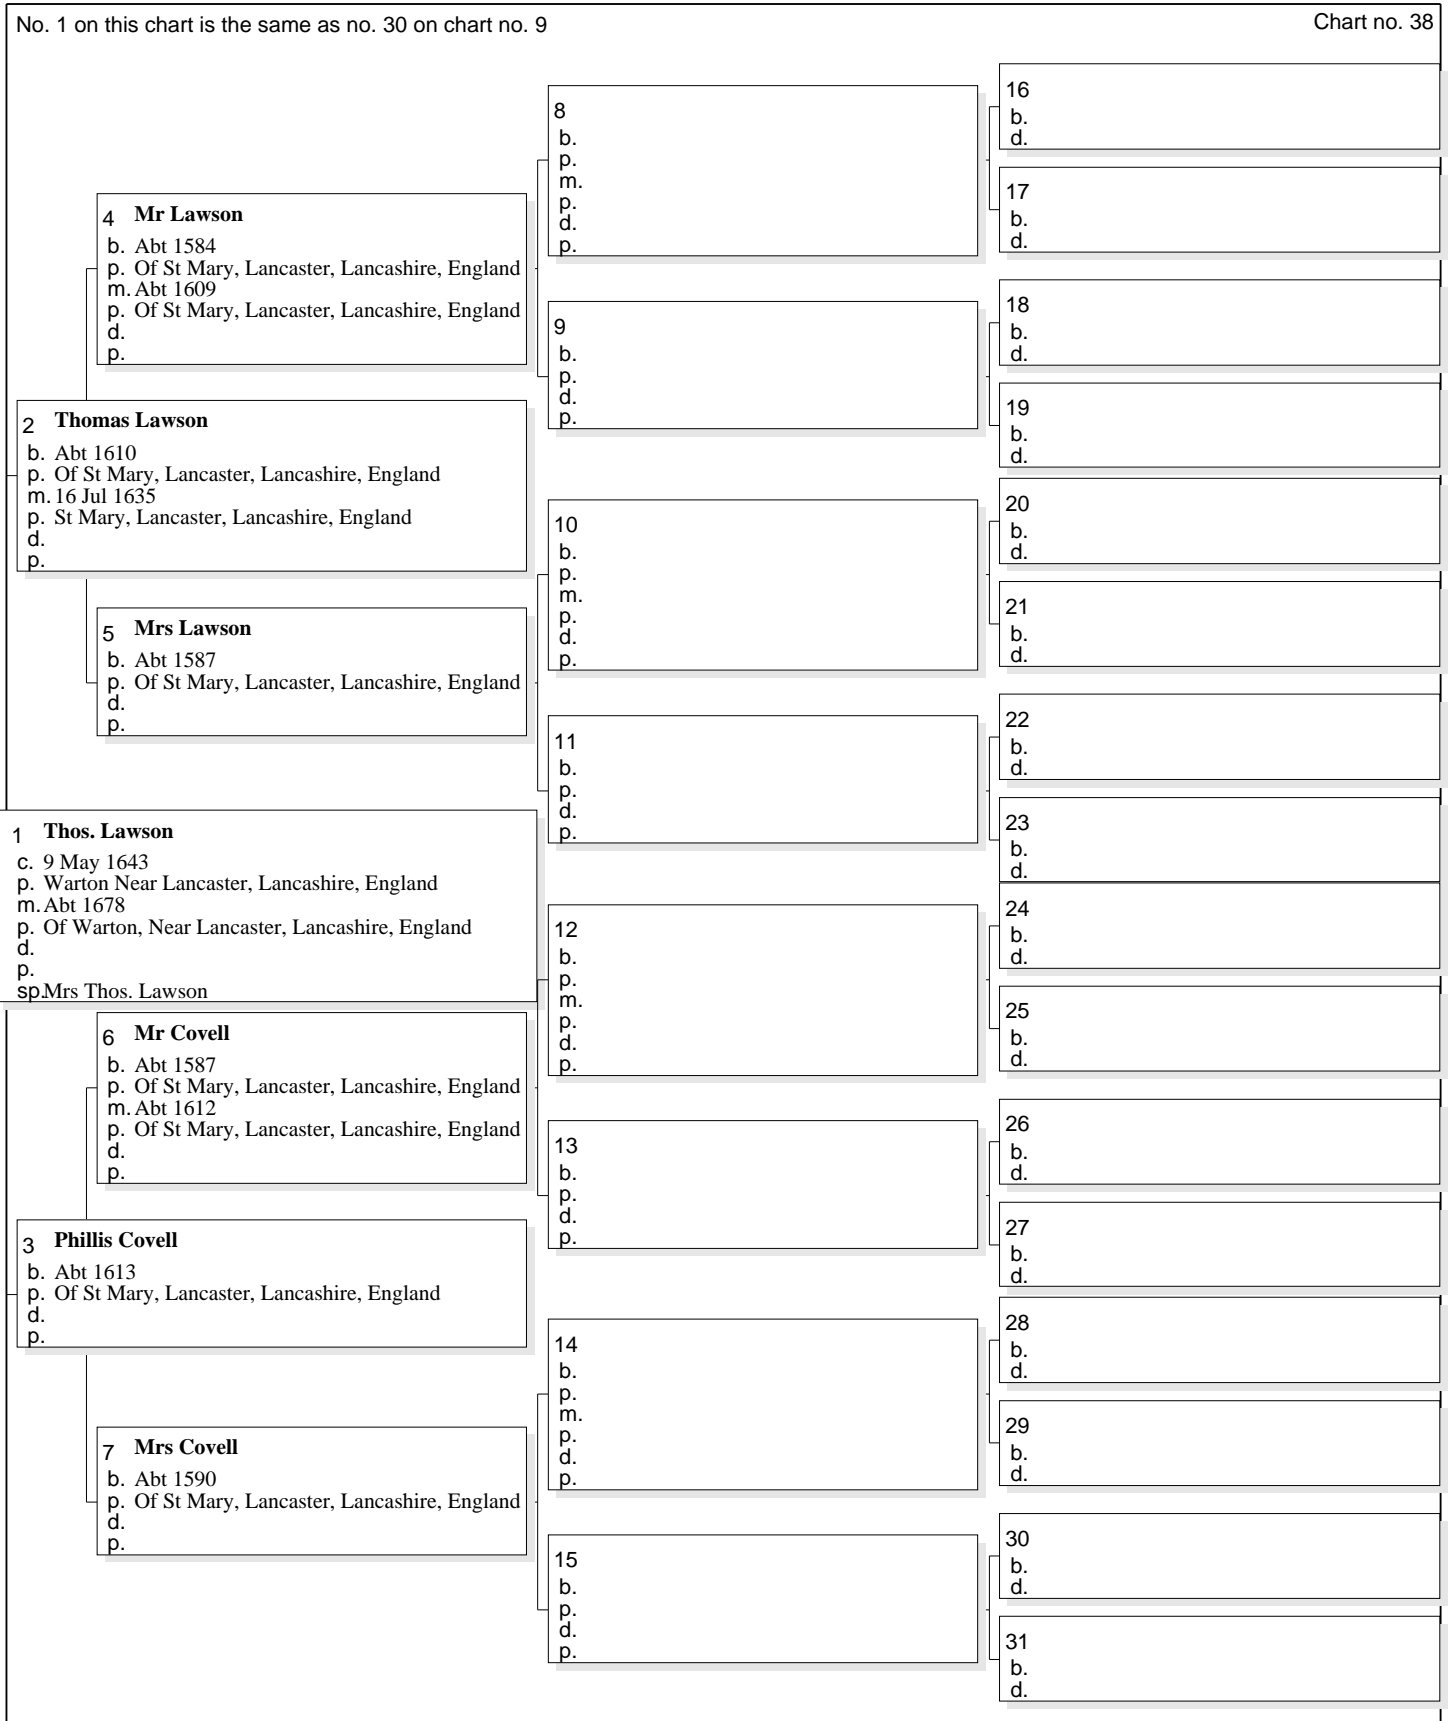 No. 1 on this chart is the same as no. 30 on chart no. 9
Chart no. 38
4 Mr Lawson
b. Abt 1584
p. Of St Mary, Lancaster, Lancashire, England
m. Abt 1609
p. Of St Mary, Lancaster, Lancashire, England
d.
p.
2 Thomas Lawson
b. Abt 1610
p. Of St Mary, Lancaster, Lancashire, England
m. 16 Jul 1635
p. St Mary, Lancaster, Lancashire, England
d.
p.
5 Mrs Lawson
b. Abt 1587
p. Of St Mary, Lancaster, Lancashire, England
d.
p.
1 Thos. Lawson
c. 9 May 1643
p. Warton Near Lancaster, Lancashire, England
m. Abt 1678
p. Of Warton, Near Lancaster, Lancashire, England
d.
p.
sp. Mrs Thos. Lawson
6 Mr Covell
b. Abt 1587
p. Of St Mary, Lancaster, Lancashire, England
m. Abt 1612
p. Of St Mary, Lancaster, Lancashire, England
d.
p.
3 Phillis Covell
b. Abt 1613
p. Of St Mary, Lancaster, Lancashire, England
d.
p.
7 Mrs Covell
b. Abt 1590
p. Of St Mary, Lancaster, Lancashire, England
d.
p.
8
b.
p.
m.
p.
d.
p.
9
b.
p.
d.
p.
10
b.
p.
m.
p.
d.
p.
11
b.
p.
d.
p.
12
b.
p.
m.
p.
d.
p.
13
b.
p.
d.
p.
14
b.
p.
m.
p.
d.
p.
15
b.
p.
d.
p.
16
b.
d.
17
b.
d.
18
b.
d.
19
b.
d.
20
b.
d.
21
b.
d.
22
b.
d.
23
b.
d.
24
b.
d.
25
b.
d.
26
b.
d.
27
b.
d.
28
b.
d.
29
b.
d.
30
b.
d.
31
b.
d.